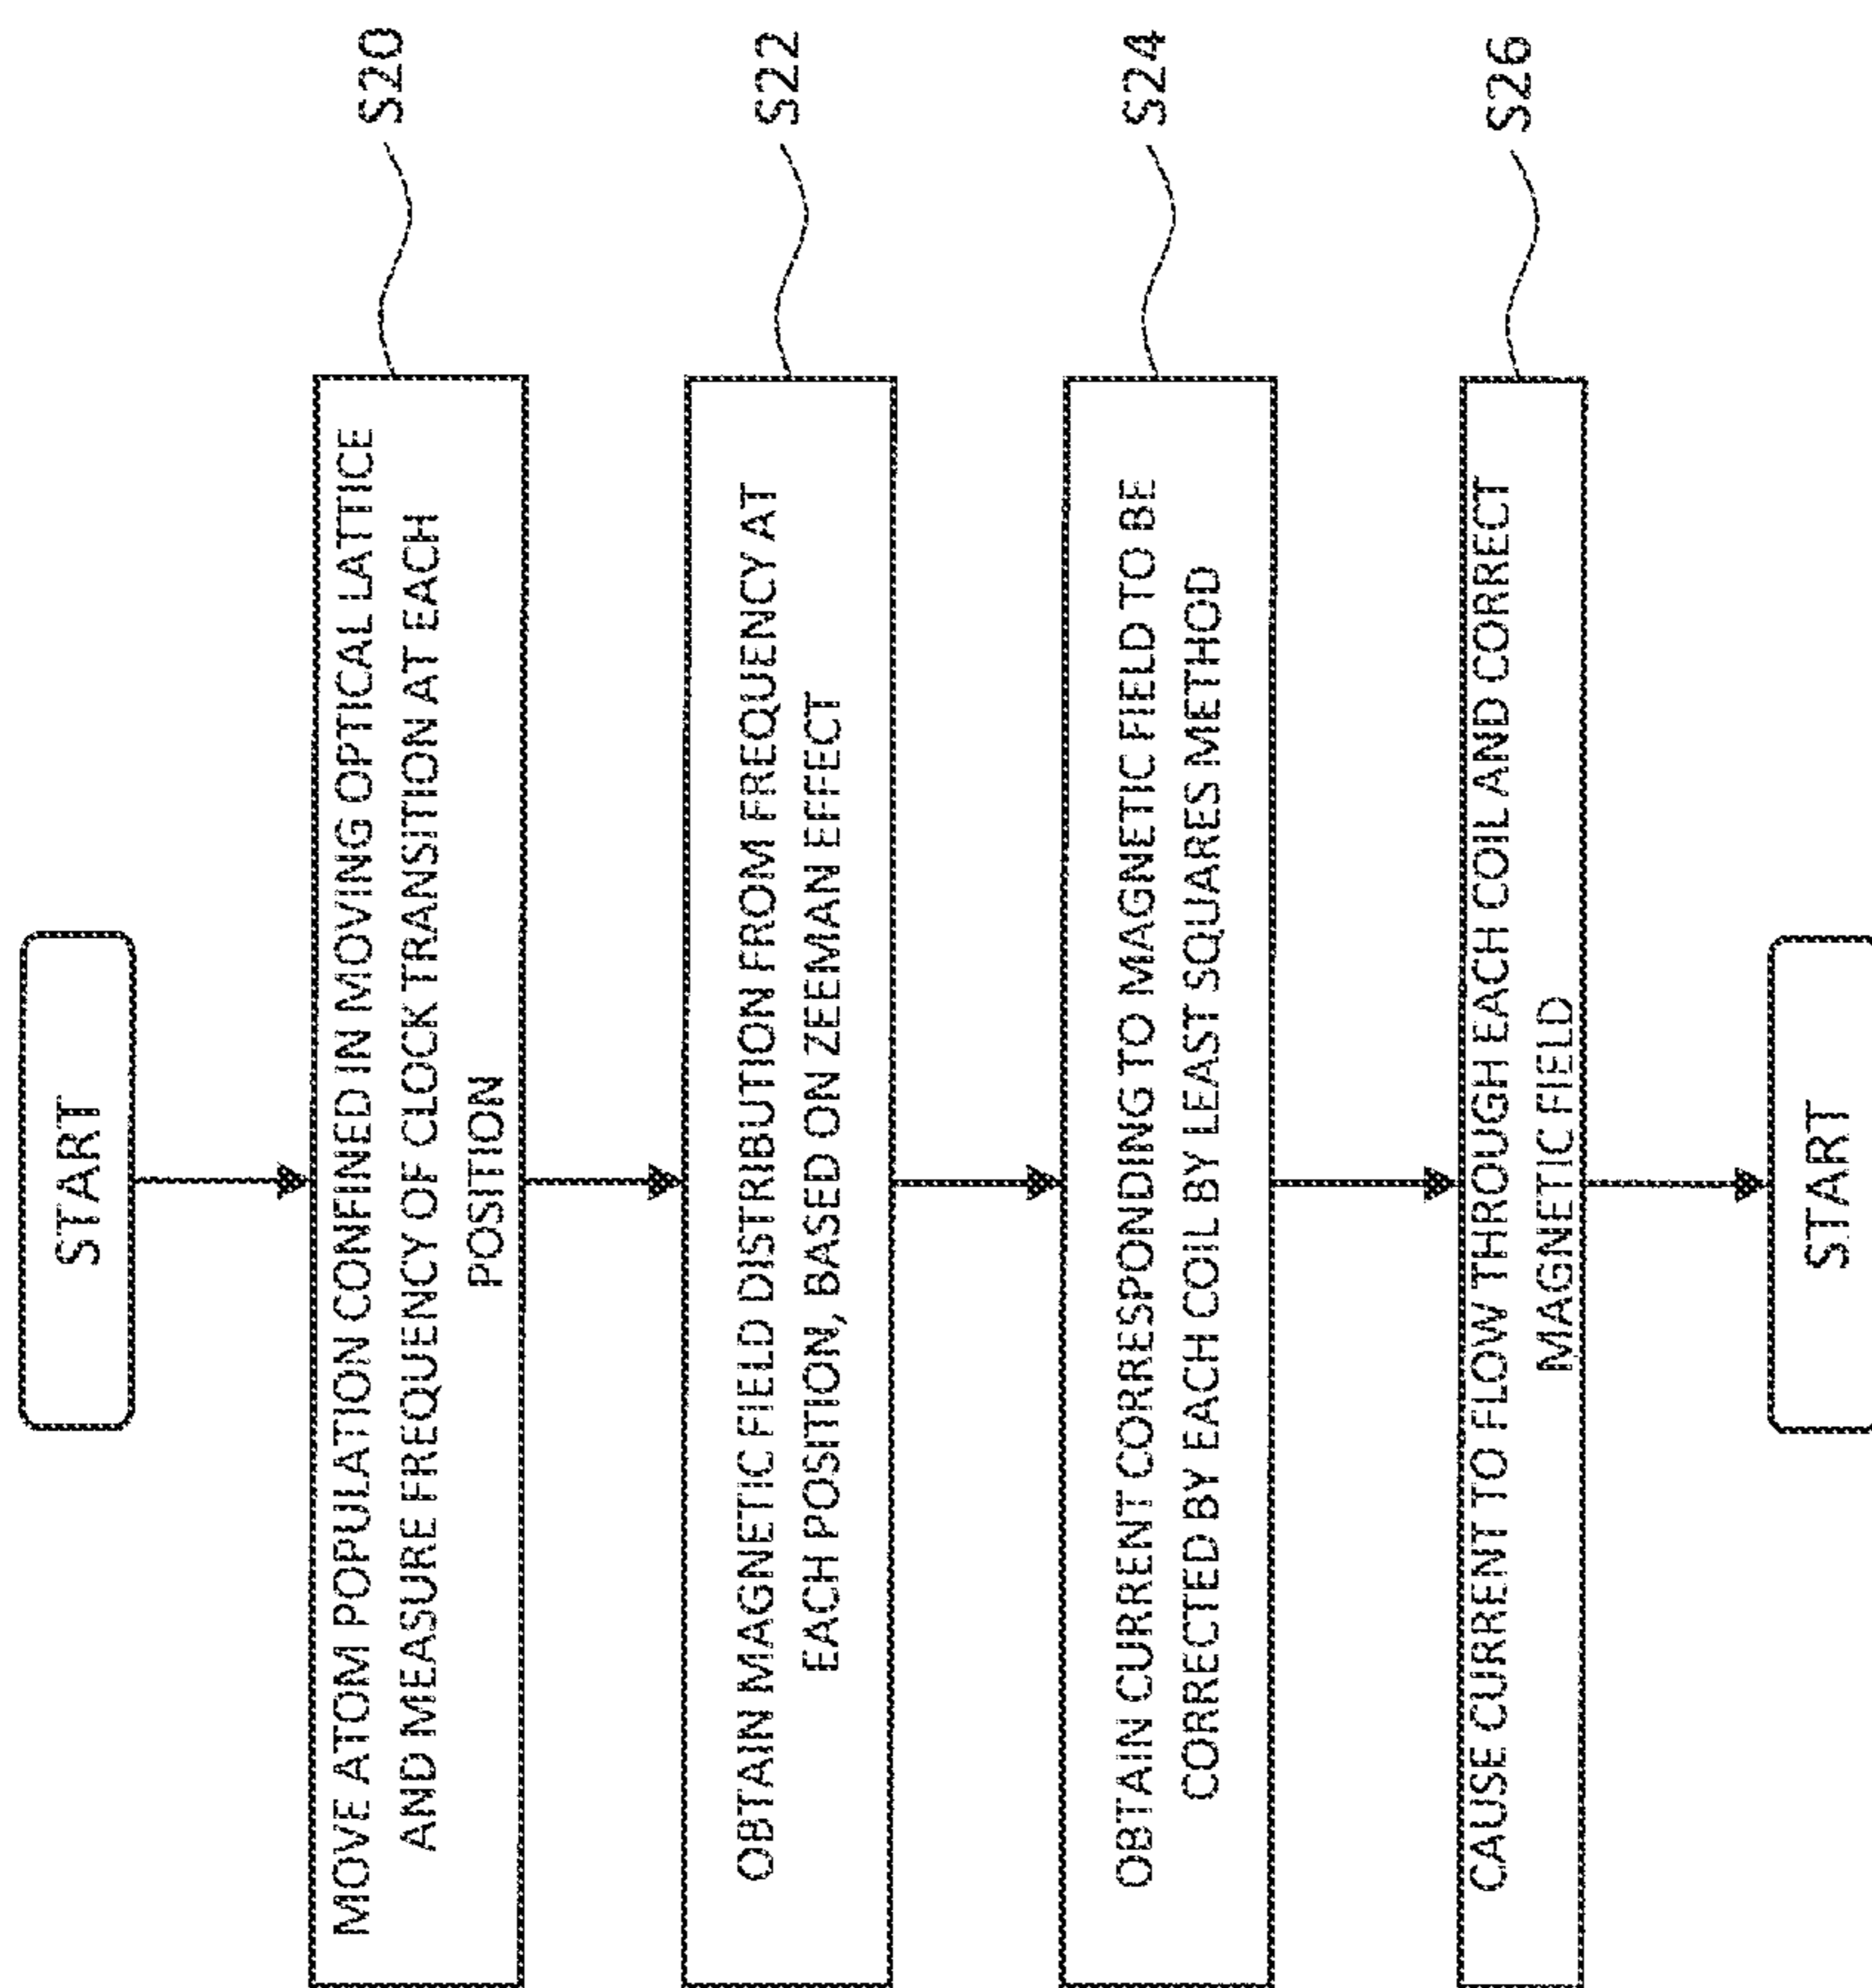 START
MOVE ATOM POPULATION CONFINED IN MOVING OPTICAL LATTICE
AND MEASURE FREQUENCY OF CLOCK TRANSITION AT EACH
POSITION
S20
OBTAIN MAGNETIC FIELD DISTRIBUTION FROM FREQUENCY AT
EACH POSITION, BASED ON ZEEMAN EFFECT
S22
OBTAIN CURRENT CORRESPONDING TO MAGNETIC FIELD TO BE
CORRECTED BY EACH COIL BY LEAST SQUARES METHOD
S24
CAUSE CURRENT TO FLOW THROUGH EACH COIL AND CORRECT
MAGNETIC FIELD
S26
START